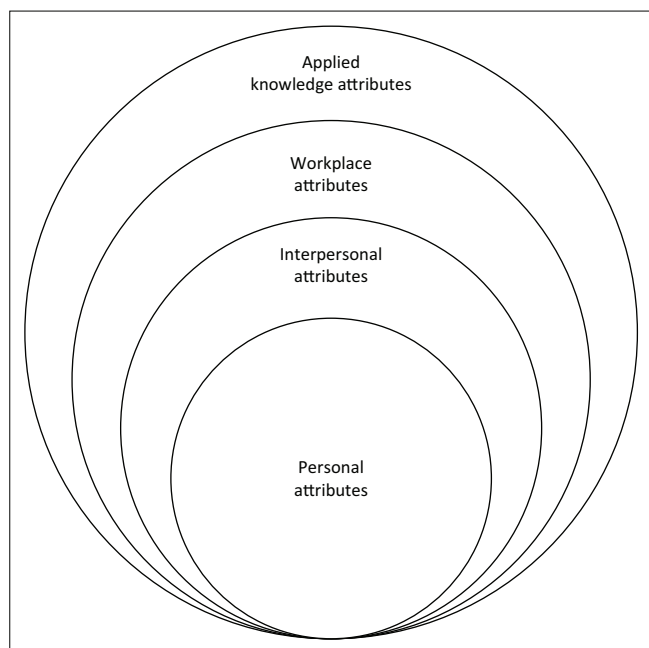 Applied
knowledge attributes
Workplace
attributes
Interpersonal
attributes
Personal
attributes